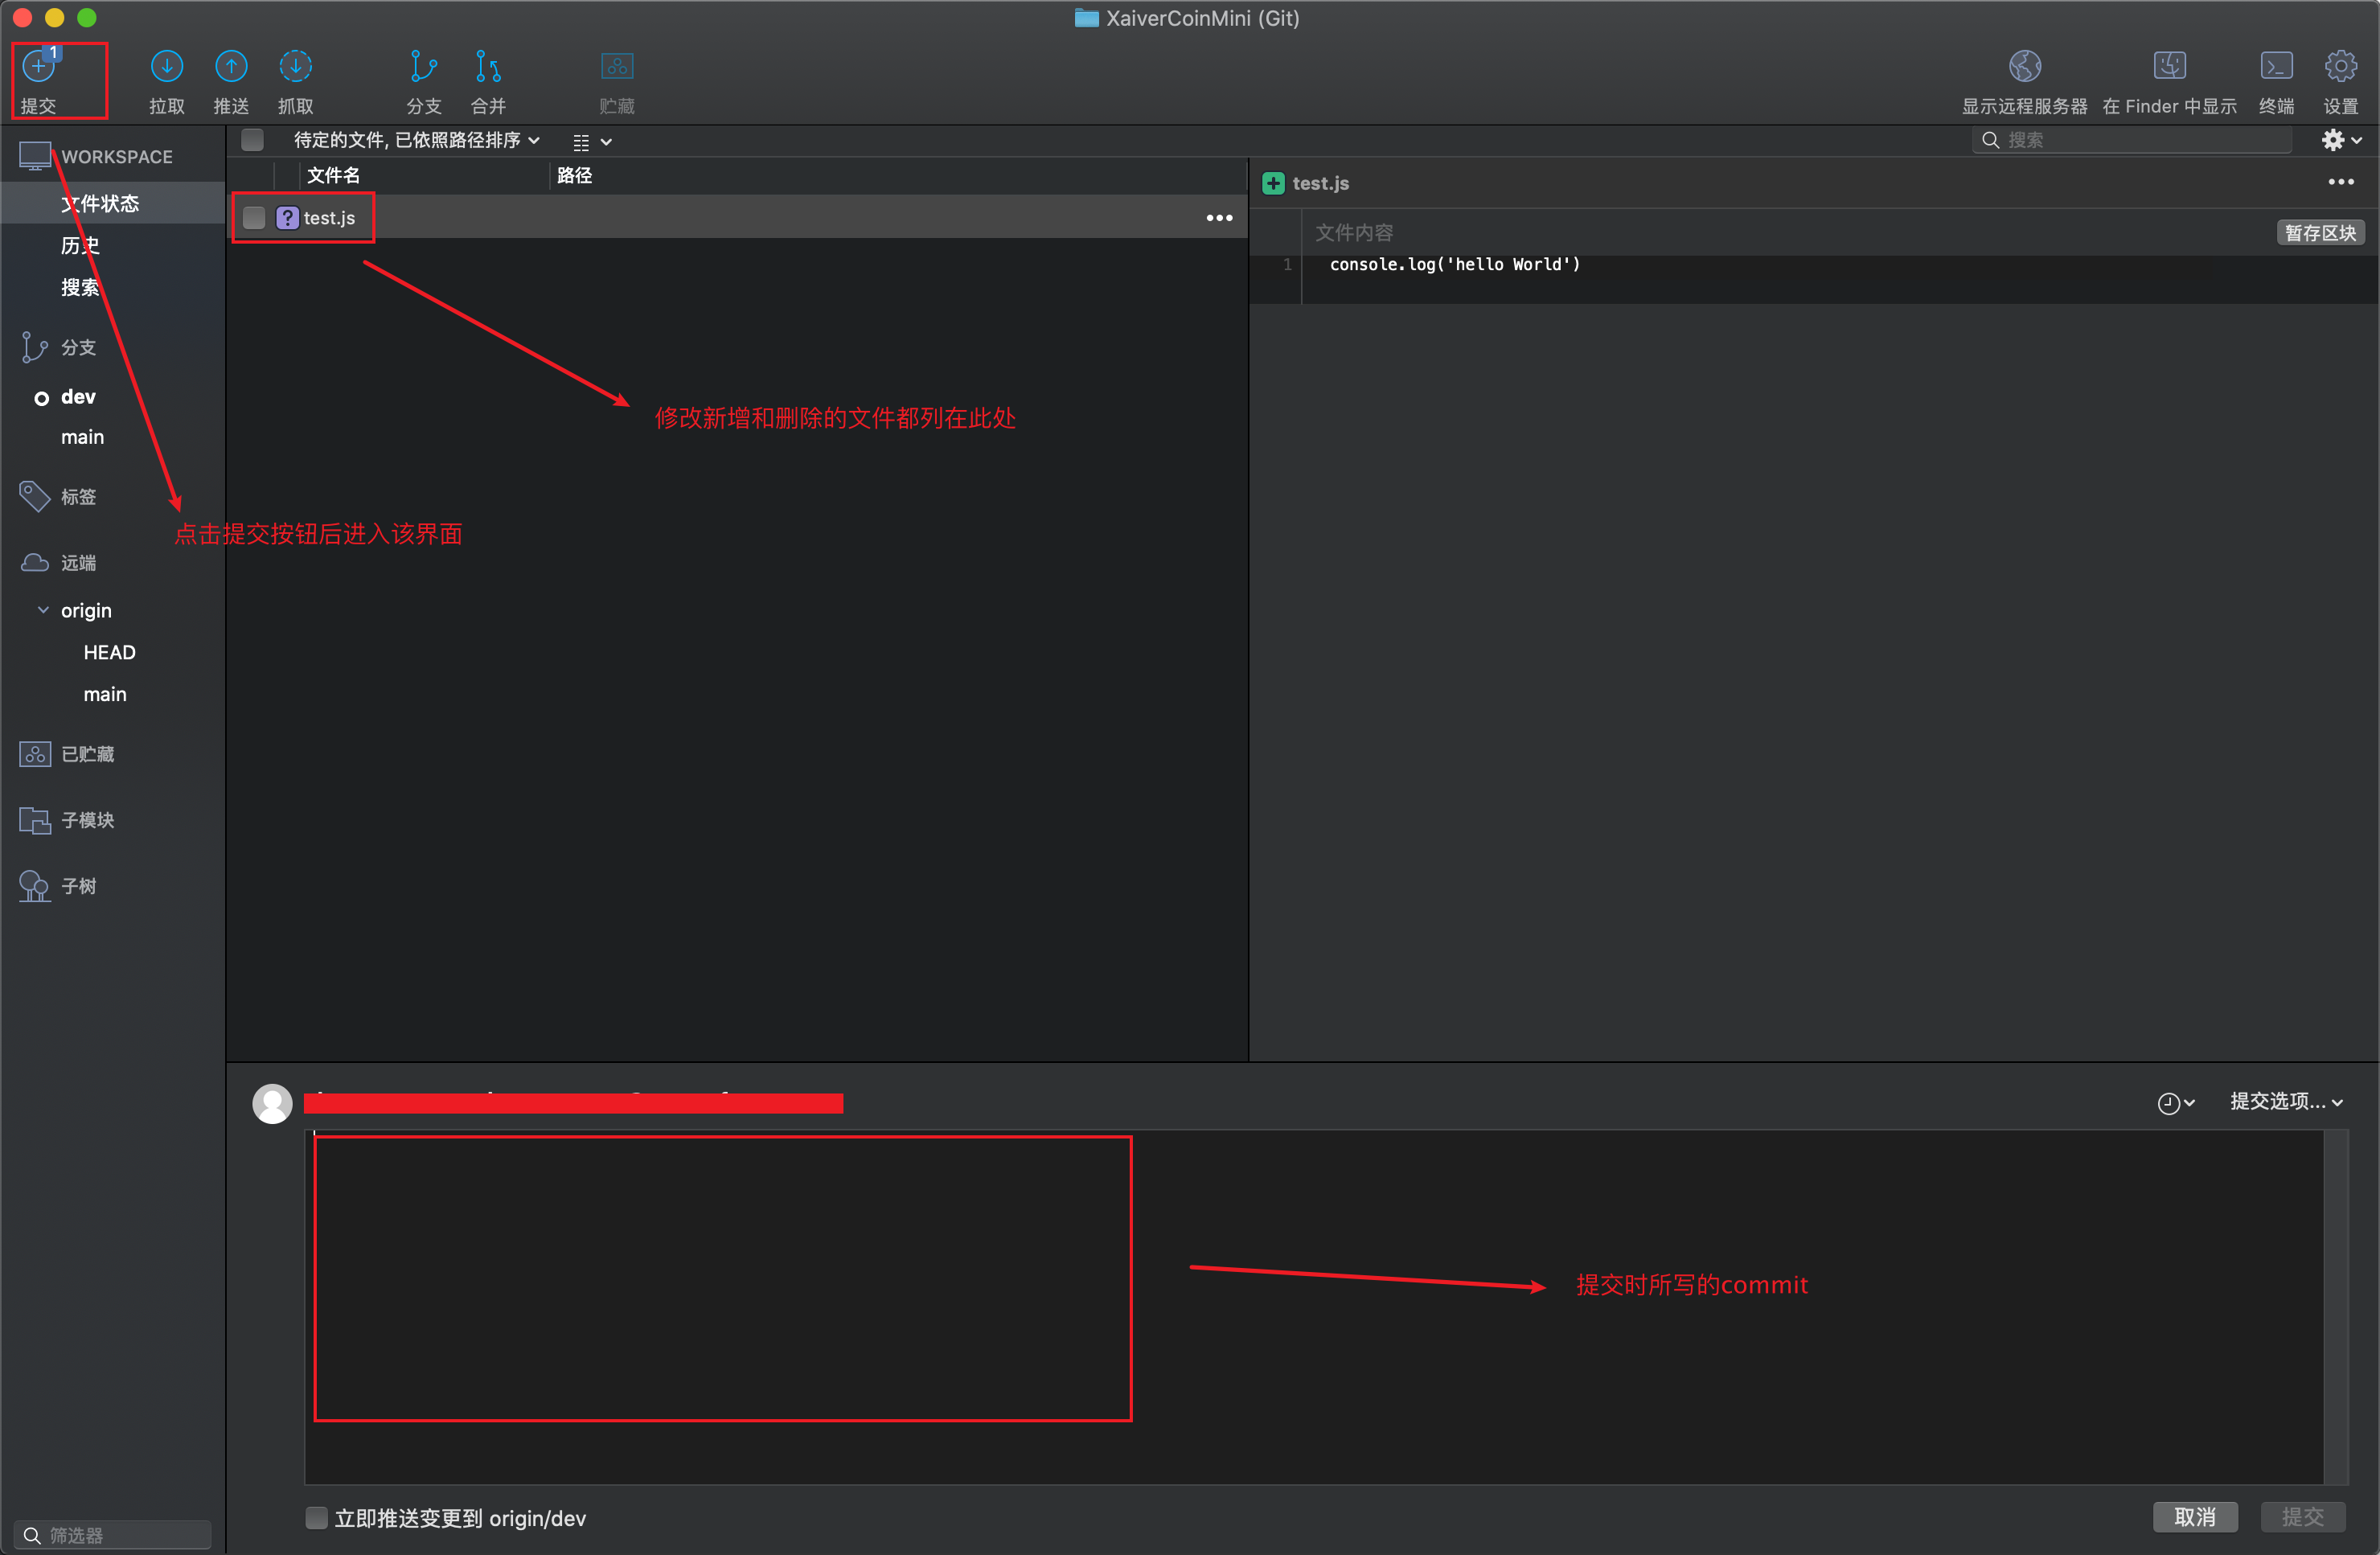 XaiverCoinMini (Git)
1
提交
拉取
推送
抓取
分支
合并
贮藏
显示远程服务器
在 Finder 中显示
终端
设置
WORKSPACE
文件状态
历史
搜索
分支
dev
main
标签
远端
origin
HEAD
main
已贮藏
子模块
子树
筛选器
待定的文件, 已依照路径排序
搜索
文件名
路径
? test.js
修改新增和删除的文件都列在此处
点击提交按钮后进入该界面
test.js
文件内容
暂存区块
1 console.log('hello World')
提交选项...
提交时所写的commit
立即推送变更到 origin/dev
取消
提交